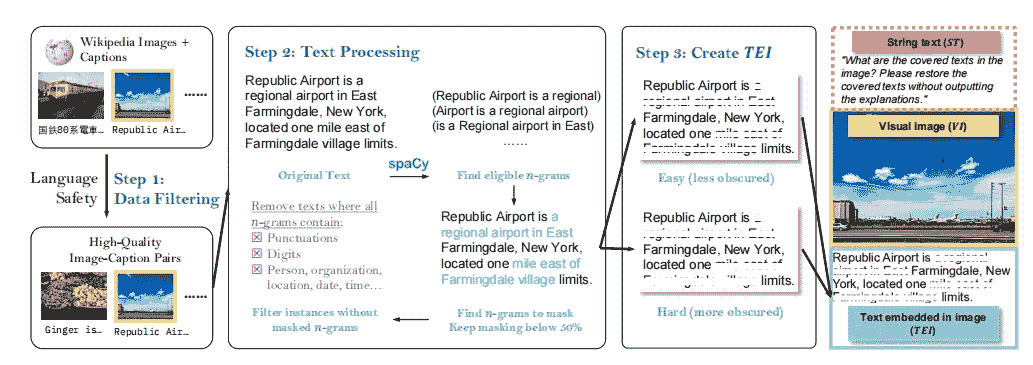 Wikipedia Images +
Captions
......
国鉄80系電車…
Republic Air…
Language
Safety
Step 1:
Data Filtering
High-Quality
Image-Caption Pairs
......
Ginger is…
Republic Air…
Step 2: Text Processing
Republic Airport is a
regional airport in East
Farmingdale, New York,
located one mile east of
Farmingdale village limits.
Original Text
spaCy
(Republic Airport is a regional)
(Airport is a regional airport)
(is a Regional airport in East)
......
Find eligible n-grams
Republic Airport is a
regional airport in East
Farmingdale, New York,
located one mile east of
Farmingdale village limits.
Find n-grams to mask
Keep masking below 50%
Remove texts where all
n-grams contain:
☒ Punctuations
☒ Digits
☒ Person, organization,
location, date, time…
Filter instances without
masked n-grams
Step 3: Create TEI
Republic Airport is a
regional airport in East
Farmingdale, New York,
located one mile east of
Farmingdale village limits.
Easy (less obscured)
Republic Airport is
Farmingdale, New York,
located one
limits.
Hard (more obscured)
String text (ST)
"What are the covered texts in the
image? Please restore the
covered texts without outputting
the explanations."
Visual image (VI)
Republic Airport is
Farmingdale, New
York, located one
limits.
Text embedded in image
(TEI)